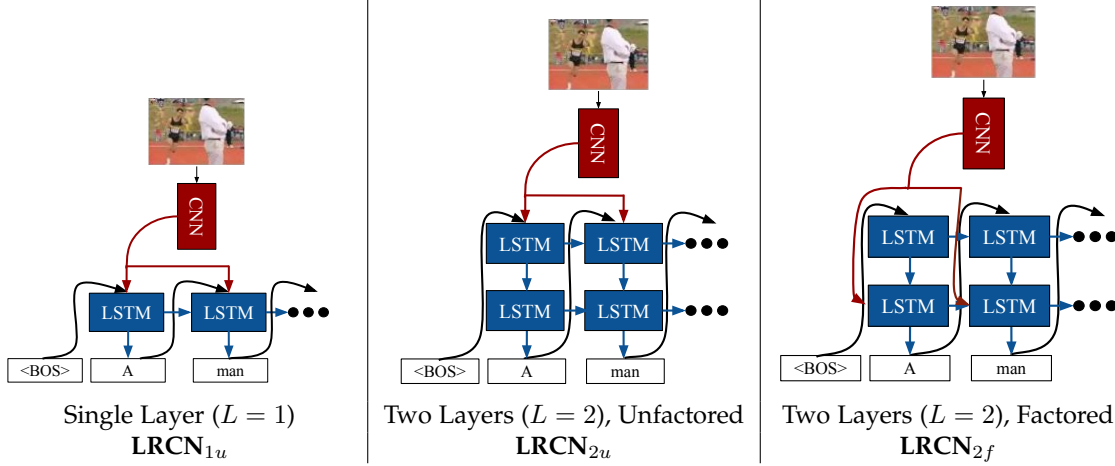 CNN
LSTM
LSTM
<BOS>
A
man
Single Layer (L = 1)
LRCN1u
CNN
LSTM
LSTM
LSTM
LSTM
<BOS>
A
man
Two Layers (L = 2), Unfactored
LRCN2u
CNN
LSTM
LSTM
LSTM
LSTM
<BOS>
A
man
Two Layers (L = 2), Factored
LRCN2f